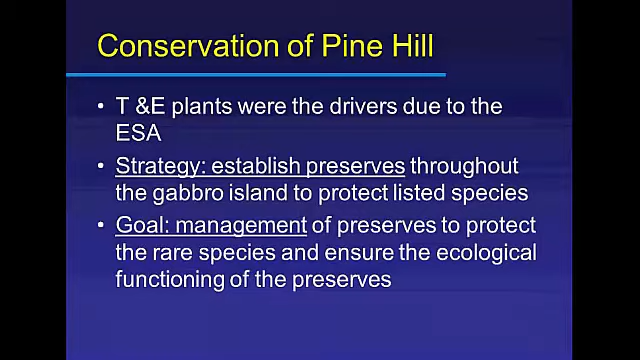 Conservation of Pine Hill
• T &E plants were the drivers due to the
ESA
• Strategy: establish preserves throughout
the gabbro island to protect listed species
• Goal: management of preserves to protect
the rare species and ensure the ecological
functioning of the preserves